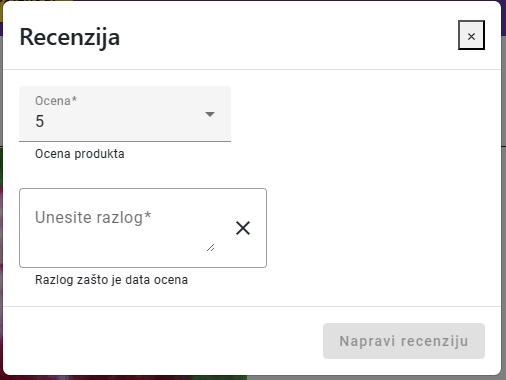 Recenzija
×
Ocena*
5
Ocena produkta
Unesite razlog*
Razlog zašto je data ocena
Napravi recenziju